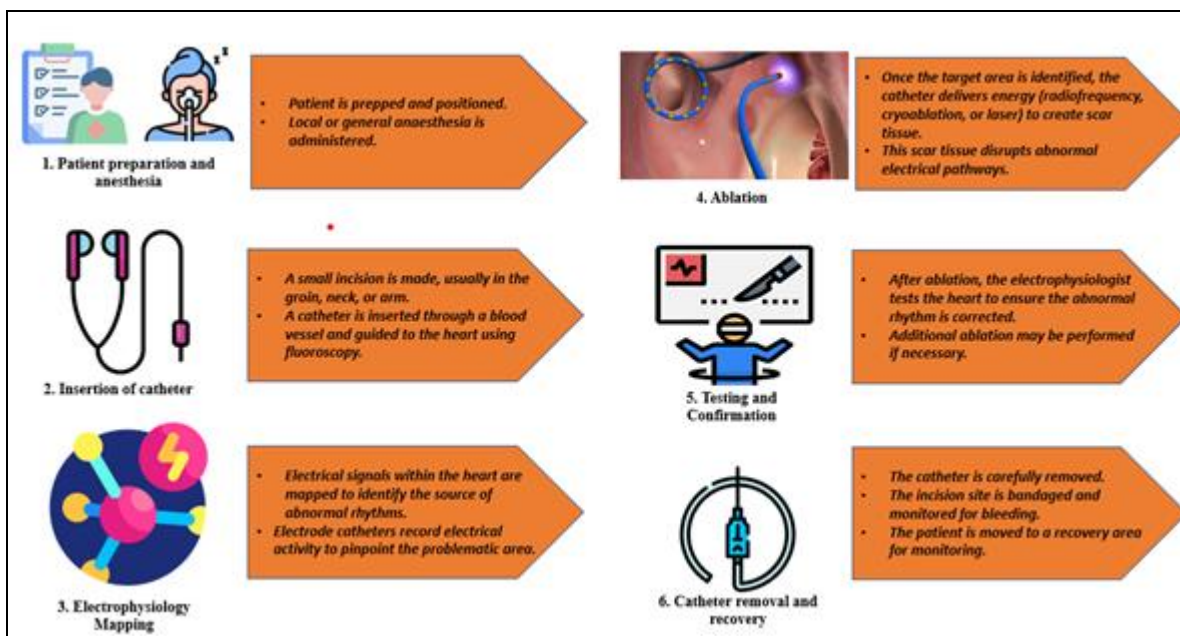 1. Patient preparation and
anesthesia
• Patient is prepped and positioned.
• Local or general anaesthesia is
administered.
2. Insertion of catheter
• A small incision is made, usually in the
groin, neck, or arm.
• A catheter is inserted through a blood
vessel and guided to the heart using
fluoroscopy.
3. Electrophysiology
Mapping
• Electrical signals within the heart are
mapped to identify the source of
abnormal rhythms.
• Electrode catheters record electrical
activity to pinpoint the problematic area.
4. Ablation
• Once the target area is identified, the
catheter delivers energy (radiofrequency,
cryoablation, or laser) to create scar
tissue.
• This scar tissue disrupts abnormal
electrical pathways.
5. Testing and
Confirmation
• After ablation, the electrophysiologist
tests the heart to ensure the abnormal
rhythm is corrected.
• Additional ablation may be performed
if necessary.
6. Catheter removal and
recovery
• The catheter is carefully removed.
• The incision site is bandaged and
monitored for bleeding.
• The patient is moved to a recovery area
for monitoring.